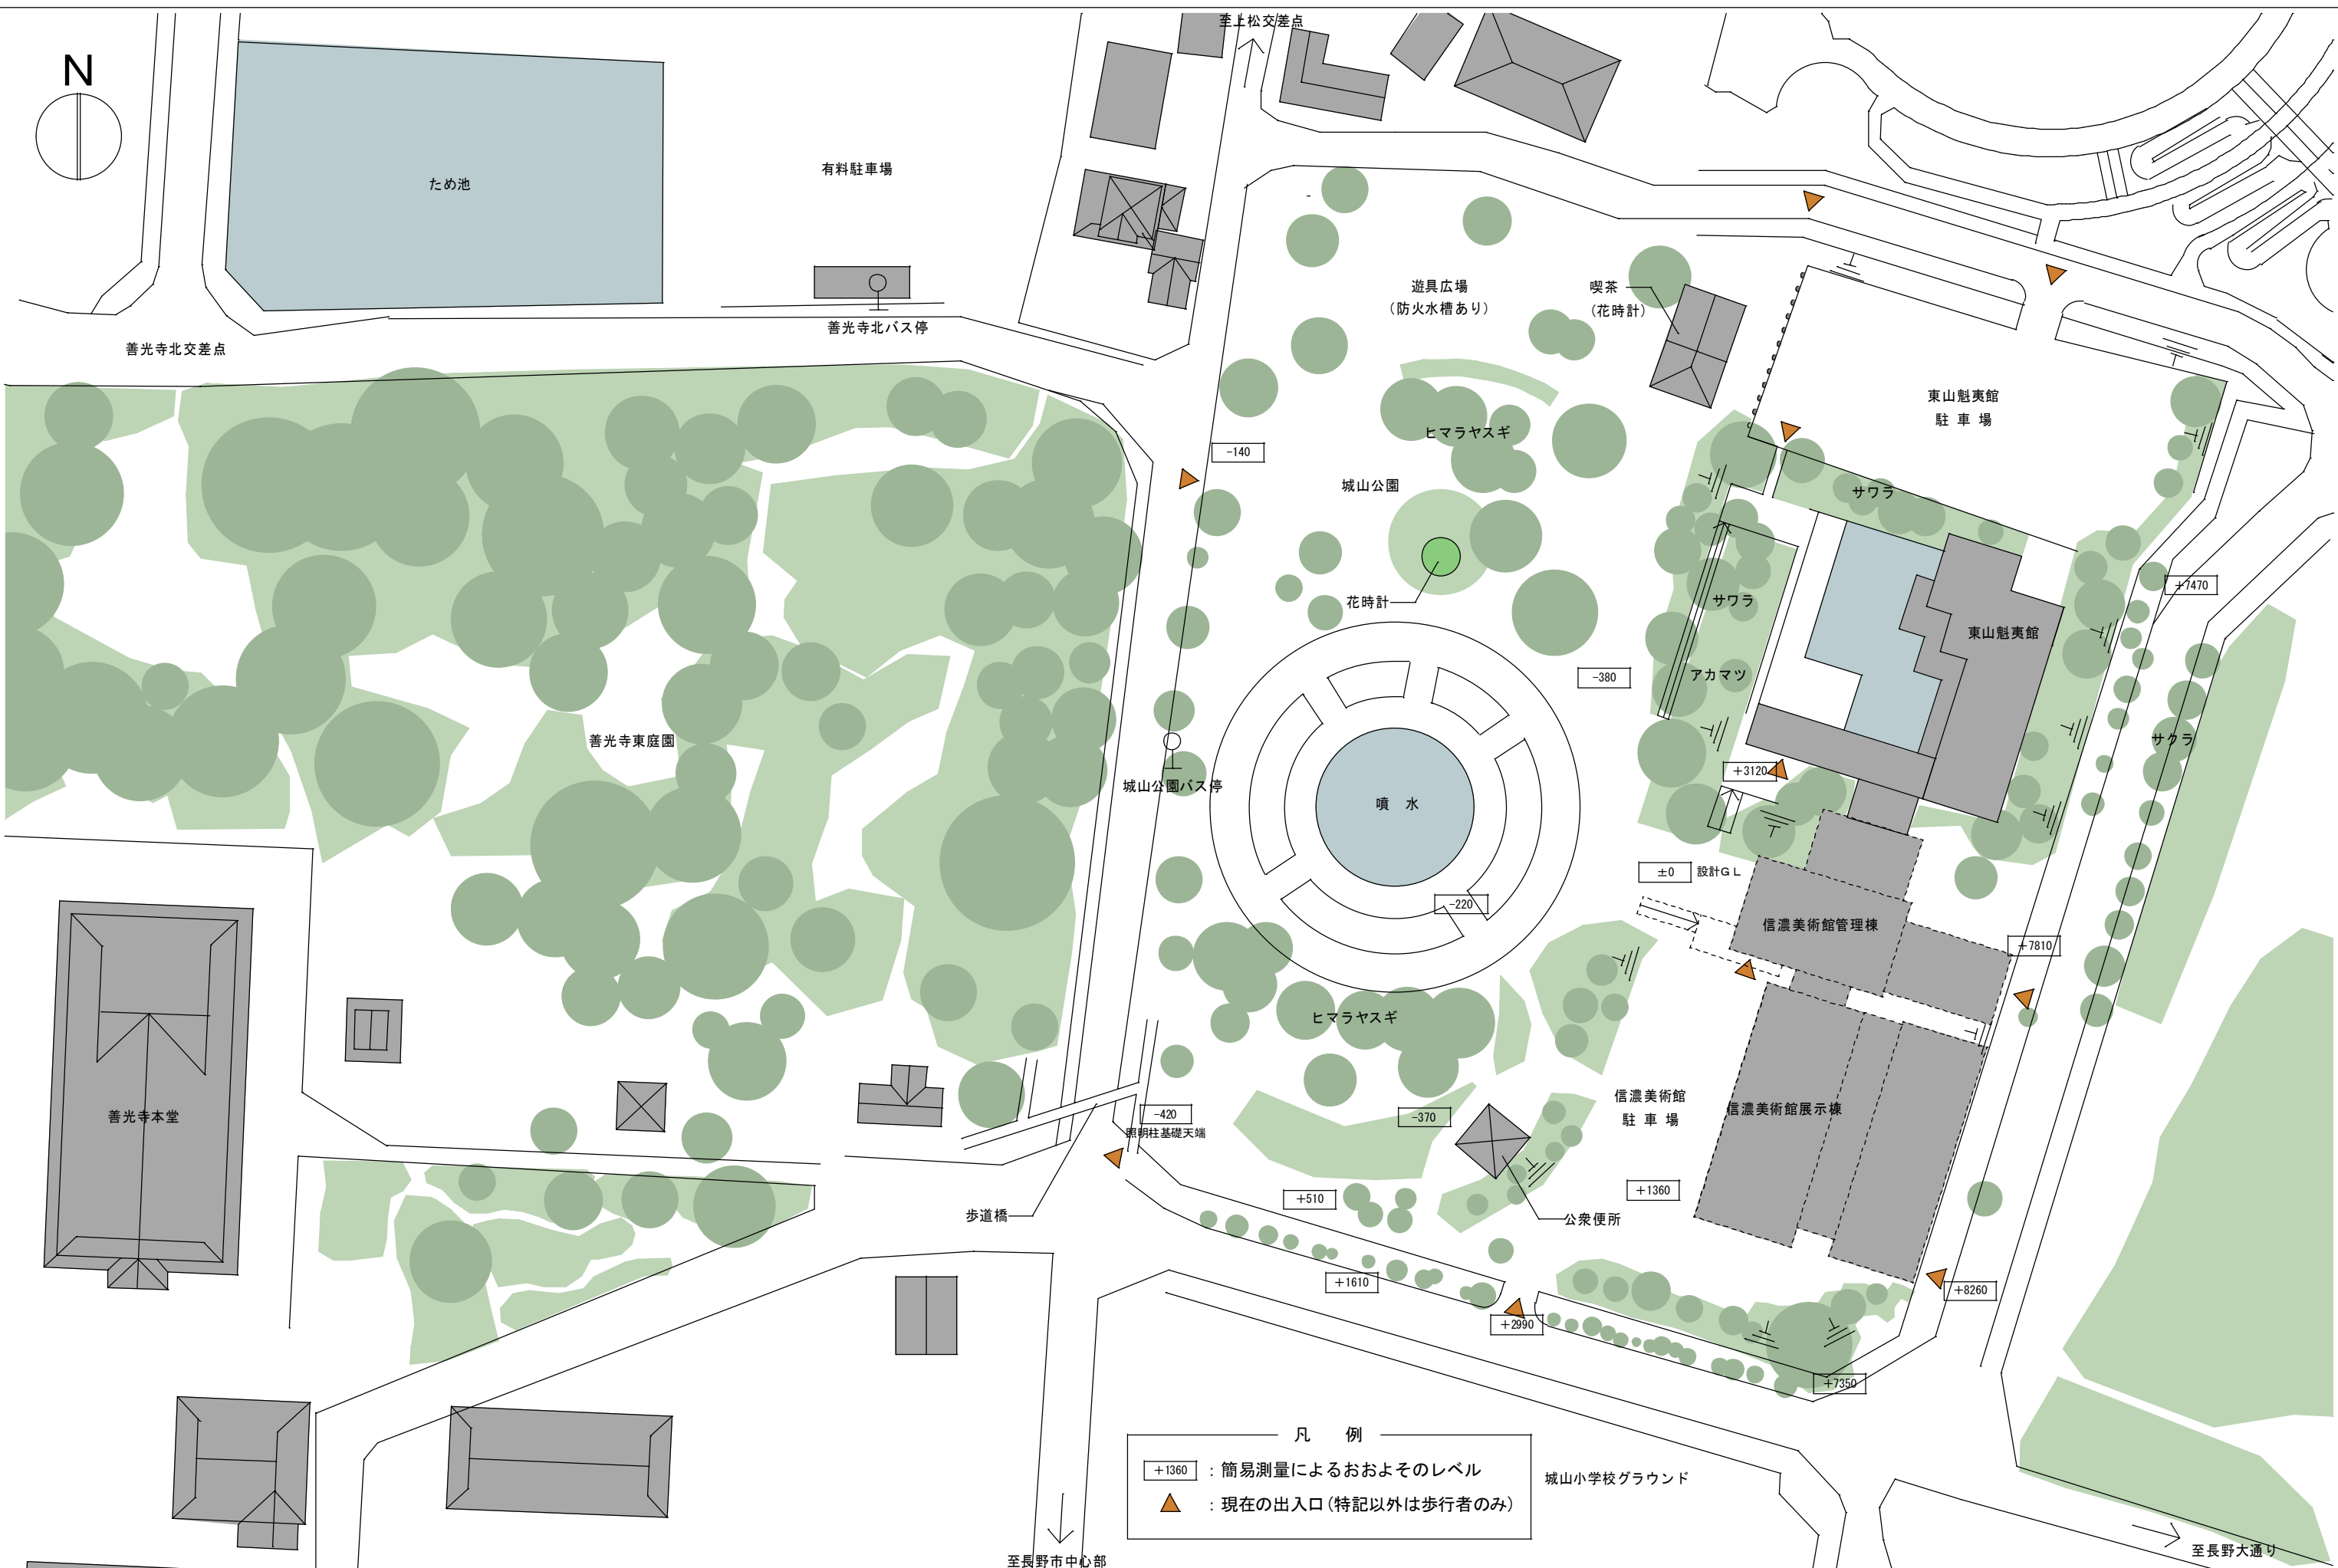 至上松交差点
N
ため池
有料駐車場
善光寺北バス停
善光寺北交差点
遊具広場
(防火水槽あり)
喫茶
(花時計)
東山魁夷館
駐 車 場
ヒマラヤスギ
-140
城山公園
サワラ
花時計
サワラ
+7470
東山魁夷館
-380
アカマツ
善光寺東庭園
サクラ
+3120
城山公園バス停
噴 水
±0 設計GL
-220
信濃美術館管理棟
+7810
ヒマラヤスギ
信濃美術館
駐 車 場
信濃美術館展示棟
善光寺本堂
-420
照明柱基礎天端
-370
+510
+1360
歩道橋
公衆便所
+1610
+2990
+8260
+7350
凡 例
+1360 : 簡易測量によるおおよそのレベル
: 現在の出入口(特記以外は歩行者のみ)
城山小学校グラウンド
至長野市中心部
至長野大通り